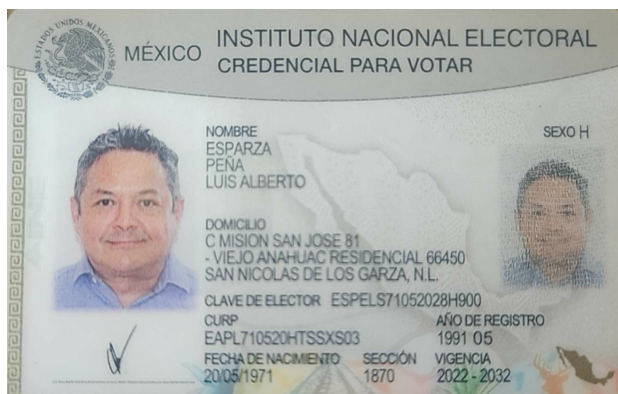 ESTADOS UNIDOS MEXICANOS
MÉXICO
INSTITUTO NACIONAL ELECTORAL
CREDENCIAL PARA VOTAR
NOMBRE
SEXO H
ESPARZA
PEÑA
LUIS ALBERTO
DOMICILIO
C MISION SAN JOSE 81
- VIEJO ANAHUAC RESIDENCIAL 66450
SAN NICOLAS DE LOS GARZA, N.L.
CLAVE DE ELECTOR ESPELS71052028H900
CURP AÑO DE REGISTRO
EAPL710520HTSSXS03 1991 05
FECHA DE NACIMIENTO SECCIÓN VIGENCIA
20/05/1971 1870 2022 - 2032